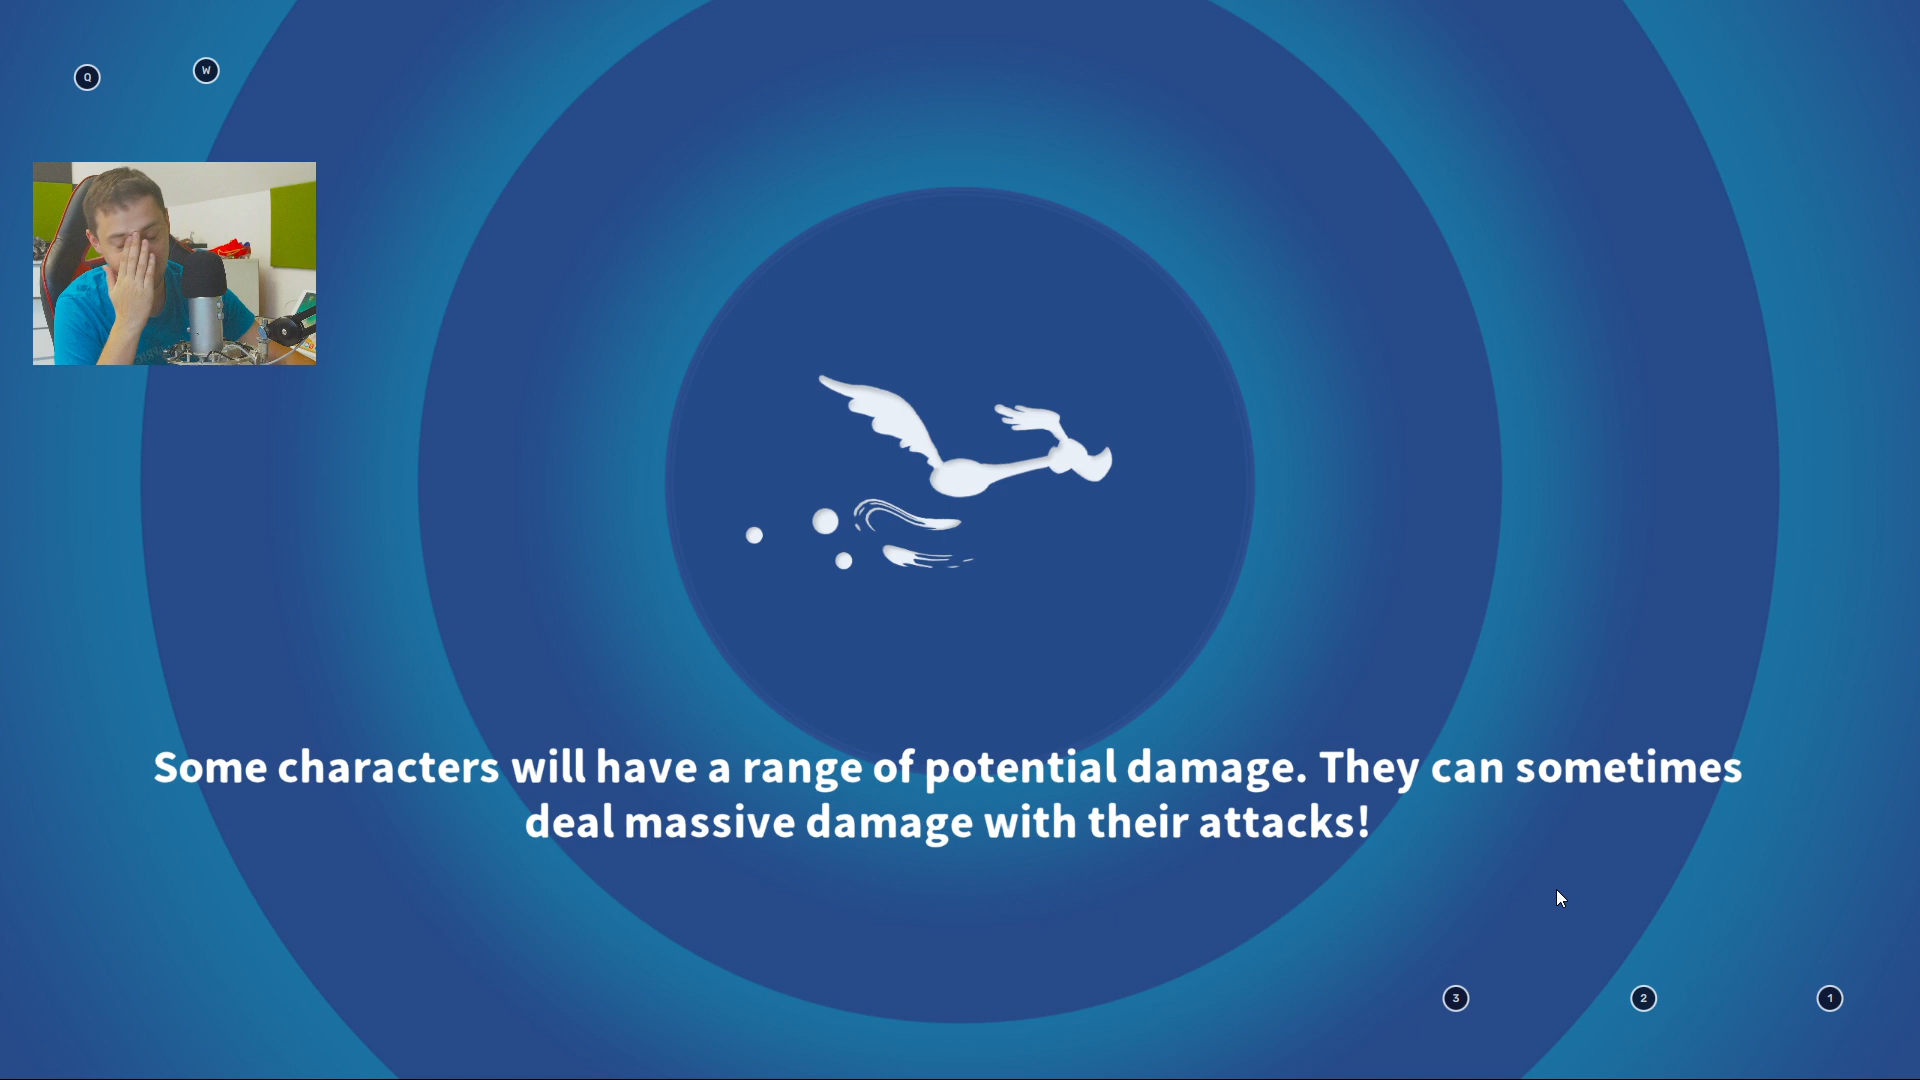 Q
W
Some characters will have a range of potential damage. They can sometimes
deal massive damage with their attacks!
3
2
1